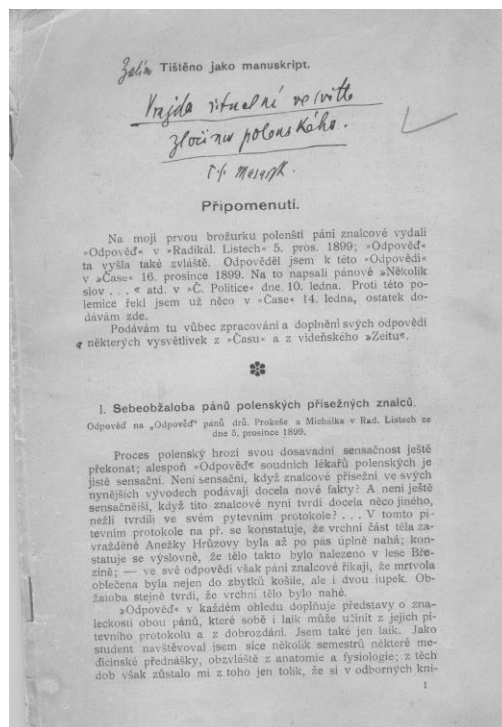 Zatím Tištěno jako manuskript.
Vražda rituelní ve světle
zločinu polenského.
T. G. Masaryk.
Připomenutí.
Na moji prvou brožurku polenští páni znalcové vydali
»Odpověď« v »Radikál. Listech« 5. pros. 1899; »Odpověď«
ta vyšla také zvláště. Odpověděl jsem k této »Odpovědi«
v »Čase« 16. prosince 1899. Na to napsali pánové »Několik
slov . . . « atd. v »Č. Politice« dne 10. ledna. Proti této po-
lemice řekl jsem už něco v »Čase« 14. ledna, ostatek do-
dávám zde.
Podávám tu vůbec zpracování a doplnění svých odpovědí
a některých vysvětlivek z »Času« a z vídeňského »Zeitu«.
I. Sebeobžaloba pánů polenských přísežných znalců.
Odpověď na „Odpověď" pánů drů. Prokeše a Michálka v Rad. Listech ze
dne 5. prosince 1899.
Proces polenský hrozí svou dosavadní sensačnost ještě
překonat; alespoň »Odpověď« soudních lékařů polenských je
jistě sensační. Není sensační, když znalcové přísežní ve svých
nynějších vývodech podávají docela nové fakty? A není ještě
sensačnější, když tito znalcové nyní tvrdí docela něco jiného,
nežli tvrdili ve svém pytevním protokole? . . . V tomto pi-
tevním protokole na př. se konstatuje, že vrchní část těla za-
vražděné Anežky Hrůzovy byla až po pás úplně nahá; kon-
statuje se výslovně, že tělo takto bylo nalezeno v lese Bře-
zině; — ve své odpovědi však páni znalcové říkají, že mrtvola
oblečena byla nejen do zbytků košile, ale i dvou jupek. Ob-
žaloba stejně tvrdí, že vrchní tělo bylo nahé.
»Odpověď« v každém ohledu doplňuje představy o zna-
leckosti obou pánů, které sobě i laik může učinit z jejich pi-
tevního protokolu a z dobrozdání. Jsem také jen laik. Jako
student navštěvoval jsem sice několik semestrů některé me-
dicinské přednášky, obzvláště z anatomie a fysiologie; z těch
dob však zůstalo mi z toho jen tolik, že si v odborných kni-
1